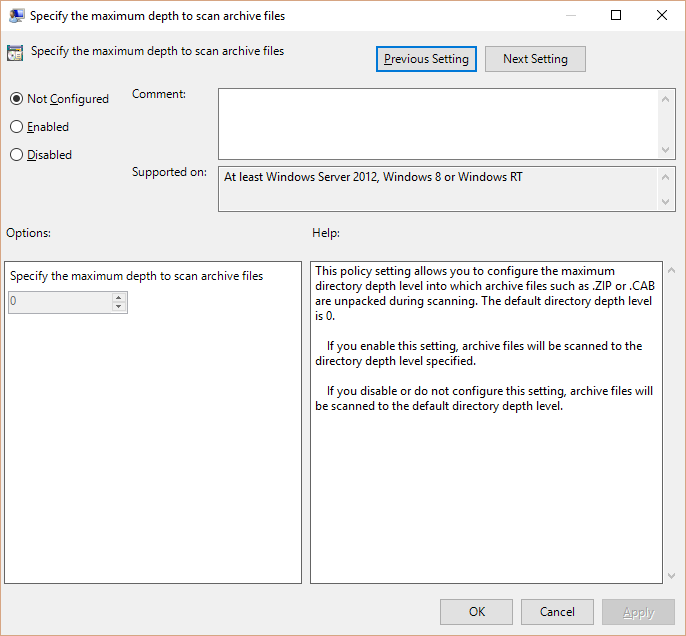 Specify the maximum depth to scan archive files
Specify the maximum depth to scan archive files
Previous Setting
Next Setting
Not Configured
Enabled
Disabled
Comment:
Supported on:
At least Windows Server 2012, Windows 8 or Windows RT
Options:
Help:
Specify the maximum depth to scan archive files
0
This policy setting allows you to configure the maximum
directory depth level into which archive files such as .ZIP or .CAB
are unpacked during scanning. The default directory depth level
is 0.
If you enable this setting, archive files will be scanned to the
directory depth level specified.
If you disable or do not configure this setting, archive files will
be scanned to the default directory depth level.
OK
Cancel
Apply